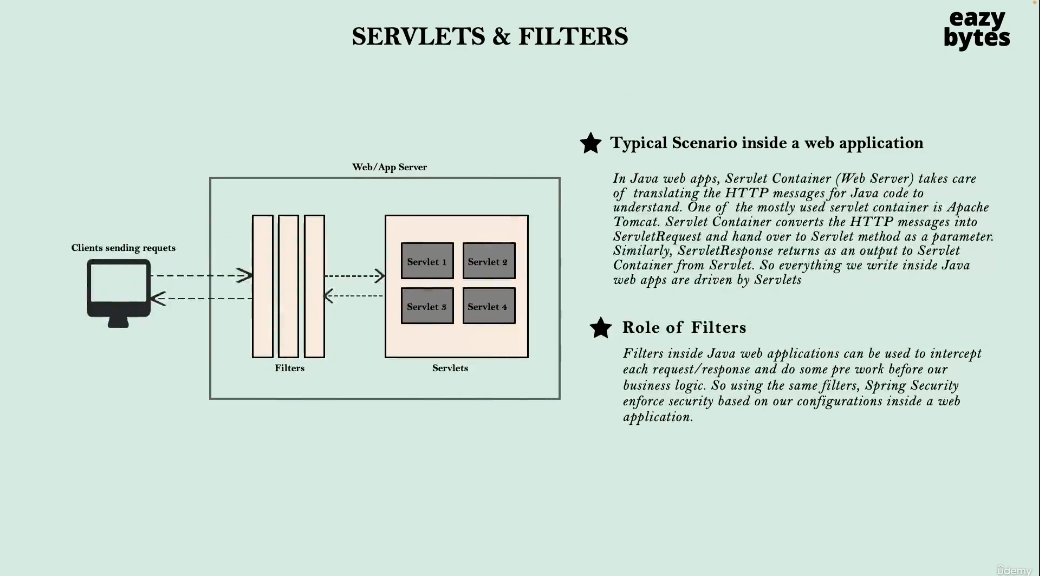 SERVLETS & FILTERS
eazy
bytes
Web/App Server
Clients sending requets
Servlet 1
Servlet 2
Servlet 3
Servlet 4
Filters
Servlets
Typical Scenario inside a web application
In Java web apps, Servlet Container (Web Server) takes care
of translating the HTTP messages for Java code to
understand. One of the mostly used servlet container is Apache
Tomcat. Servlet Container converts the HTTP messages into
ServletRequest and hand over to Servlet method as a parameter.
Similarly, ServletResponse returns as an output to Servlet
Container from Servlet. So everything we write inside Java
web apps are driven by Servlets
Role of Filters
Filters inside Java web applications can be used to intercept
each request/response and do some pre work before our
business logic. So using the same filters, Spring Security
enforce security based on our configurations inside a web
application.
ûdemy